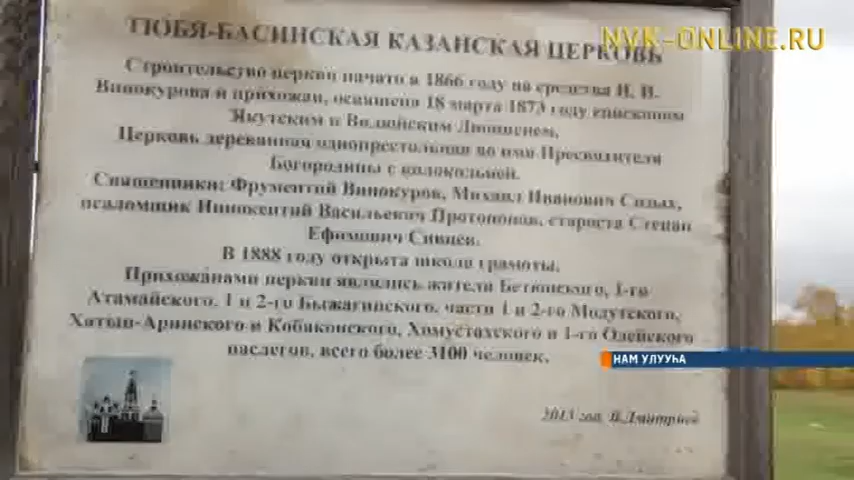 NVK-ONLINE.RU
ТЮБЯ-БАСИНСКАЯ КАЗАНСКАЯ ЦЕРКОВЬ
Строительство церкви начато в 1866 году на средства И. И.
Винокурова и прихожан, освящена 18 марта 1873 году епископом
Якутским и Вилюйским Дионисием.
Церковь деревянная однопрестольная во имя Пресвятители
Богородицы с колокольней.
Священники: Фрументий Винокуров, Михаил Иванович Сизых,
псаломщик Иннокентий Васильевич Протопопов, староста Степан
Ефимович Сивцев.
В 1888 году открыта школа грамоты.
Прихожанами церкви являлись жители Бетюнского, 1-го
Атамайского, 1 и 2-го Быжагинского, части 1 и 2-го Модутского,
Хатын-Аринского и Кобяконского, Хомустахского и 1-го Одейского
наслегов, всего более 3100 человек.
НАМ УЛУУҺА
2013 год. В.Дмитриев